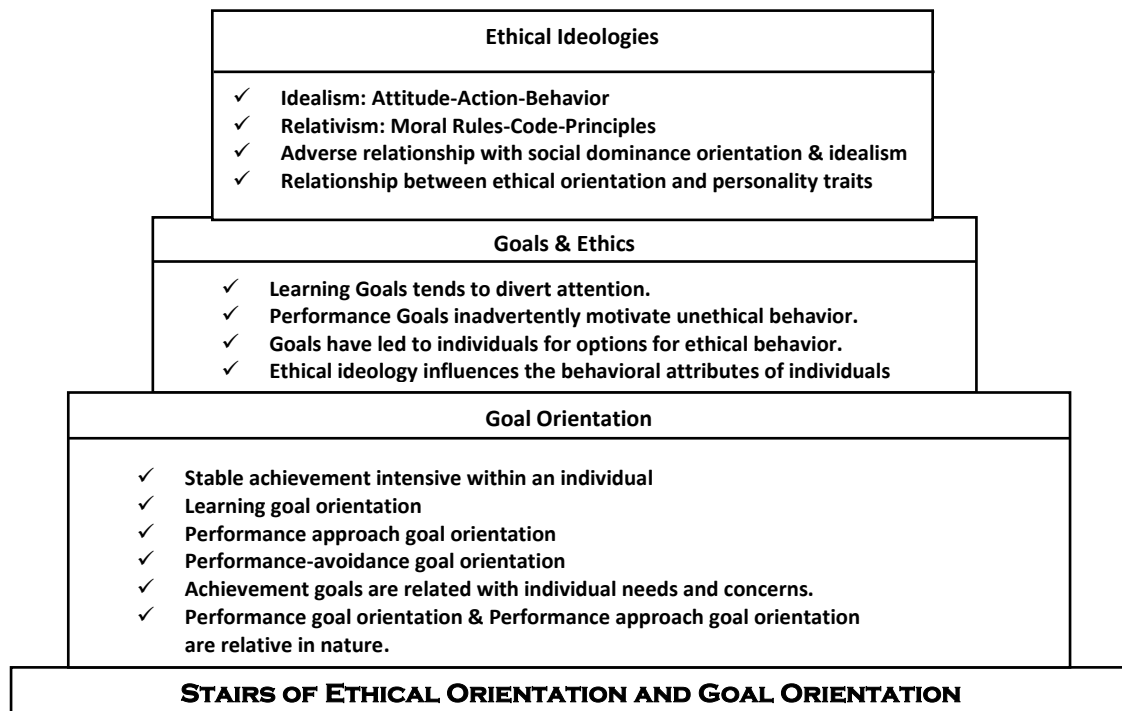 Ethical Ideologies
✓ Idealism: Attitude-Action-Behavior
✓ Relativism: Moral Rules-Code-Principles
✓ Adverse relationship with social dominance orientation & idealism
✓ Relationship between ethical orientation and personality traits
Goals & Ethics
✓ Learning Goals tends to divert attention.
✓ Performance Goals inadvertently motivate unethical behavior.
✓ Goals have led to individuals for options for ethical behavior.
✓ Ethical ideology influences the behavioral attributes of individuals
Goal Orientation
✓ Stable achievement intensive within an individual
✓ Learning goal orientation
✓ Performance approach goal orientation
✓ Performance-avoidance goal orientation
✓ Achievement goals are related with individual needs and concerns.
✓ Performance goal orientation & Performance approach goal orientation
are relative in nature.
STAIRS OF ETHICAL ORIENTATION AND GOAL ORIENTATION